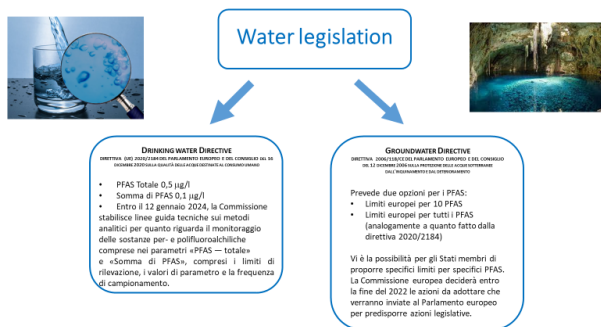 Water legislation
DRINKING WATER DIRECTIVE
DIRETTIVA (UE) 2020/2184 DEL PARLAMENTO EUROPEO E DEL CONSIGLIO DEL 16
DICEMBRE 2020 SULLA QUALITÀ DELLE ACQUE DESTINATE AL CONSUMO UMANO
• PFAS Totale 0,5 µg/l
• Somma di PFAS 0,1 µg/l
• Entro il 12 gennaio 2024, la Commissione
stabilisce linee guida tecniche sui metodi
analitici per quanto riguarda il monitoraggio
delle sostanze per- e polifluoroalchiliche
comprese nei parametri «PFAS — totale»
e «Somma di PFAS», compresi i limiti di
rilevazione, i valori di parametro e la frequenza
di campionamento.
GROUNDWATER DIRECTIVE
DIRETTIVA 2006/118/CE DEL PARLAMENTO EUROPEO E DEL CONSIGLIO
DEL 12 DICEMBRE 2006 SULLA PROTEZIONE DELLE ACQUE SOTTERRANEE
DALL'INQUINAMENTO E DAL DETERIORAMENTO
Prevede due opzioni per i PFAS:
• Limiti europei per 10 PFAS
• Limiti europei per tutti i PFAS
(analogamente a quanto fatto dalla
direttiva 2020/2184)
Vi è la possibilità per gli Stati membri di
proporre specifici limiti per specifici PFAS.
La Commissione europea deciderà entro
la fine del 2022 le azioni da adottare che
verranno inviate al Parlamento europeo
per predisporre azioni legislative.